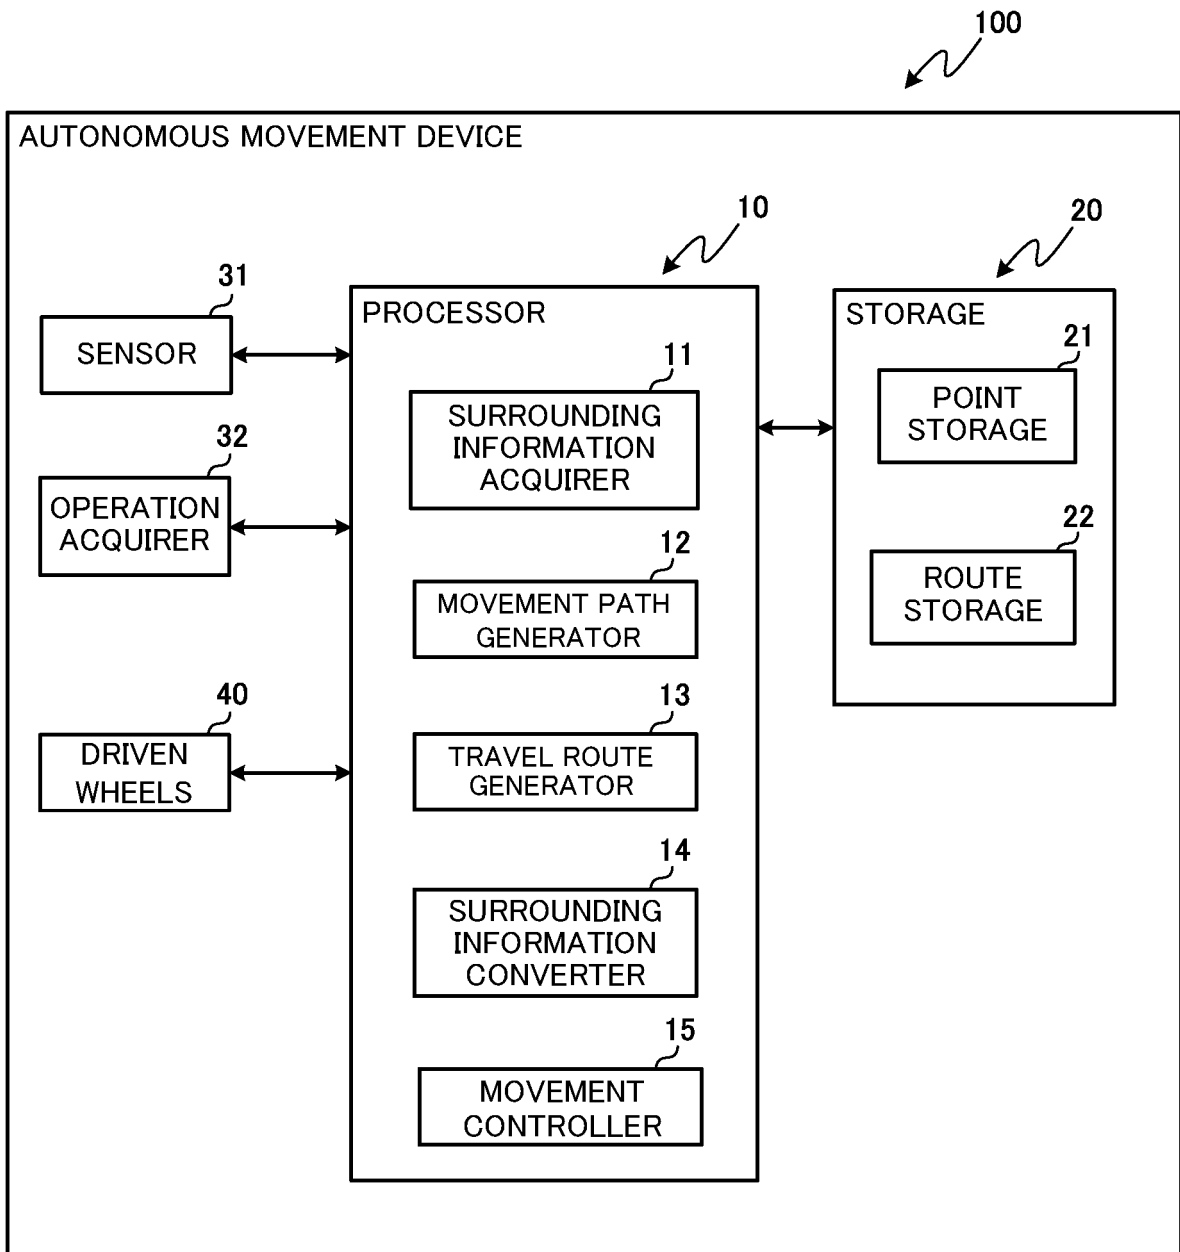 100
AUTONOMOUS MOVEMENT DEVICE
10
20
31
SENSOR
PROCESSOR
STORAGE
11
SURROUNDING
INFORMATION
ACQUIRER
21
POINT
STORAGE
32
OPERATION
ACQUIRER
12
MOVEMENT PATH
GENERATOR
22
ROUTE
STORAGE
40
DRIVEN
WHEELS
13
TRAVEL ROUTE
GENERATOR
14
SURROUNDING
INFORMATION
CONVERTER
15
MOVEMENT
CONTROLLER